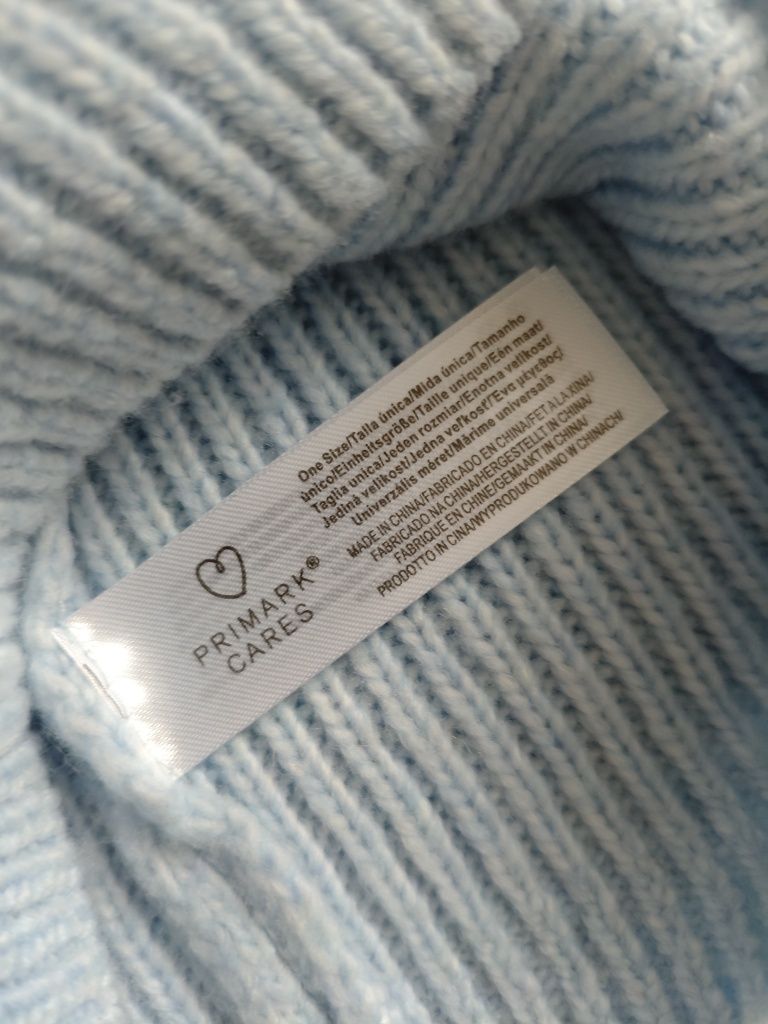 PRIMARK®
CARES
One Size/Talla única/Mida única/Tamanho
único/Einheitsgröße/Taille unique/Eén maat/
Taglia unica/Jeden rozmiar/Enotna velikost/
Jediná velikost/Jedna veľkosť/Ένα μέγεθος/
Univerzális méret/Mărime universală
MADE IN CHINA/FABRICADO EN CHINA/FET A LA XINA/
FABRICADO NA CHINA/HERGESTELLT IN CHINA/
FABRIQUE EN CHINE/GEMAAKT IN CHINA/
PRODOTTO IN CINA/WYPRODUKOWANO W CHINACH/